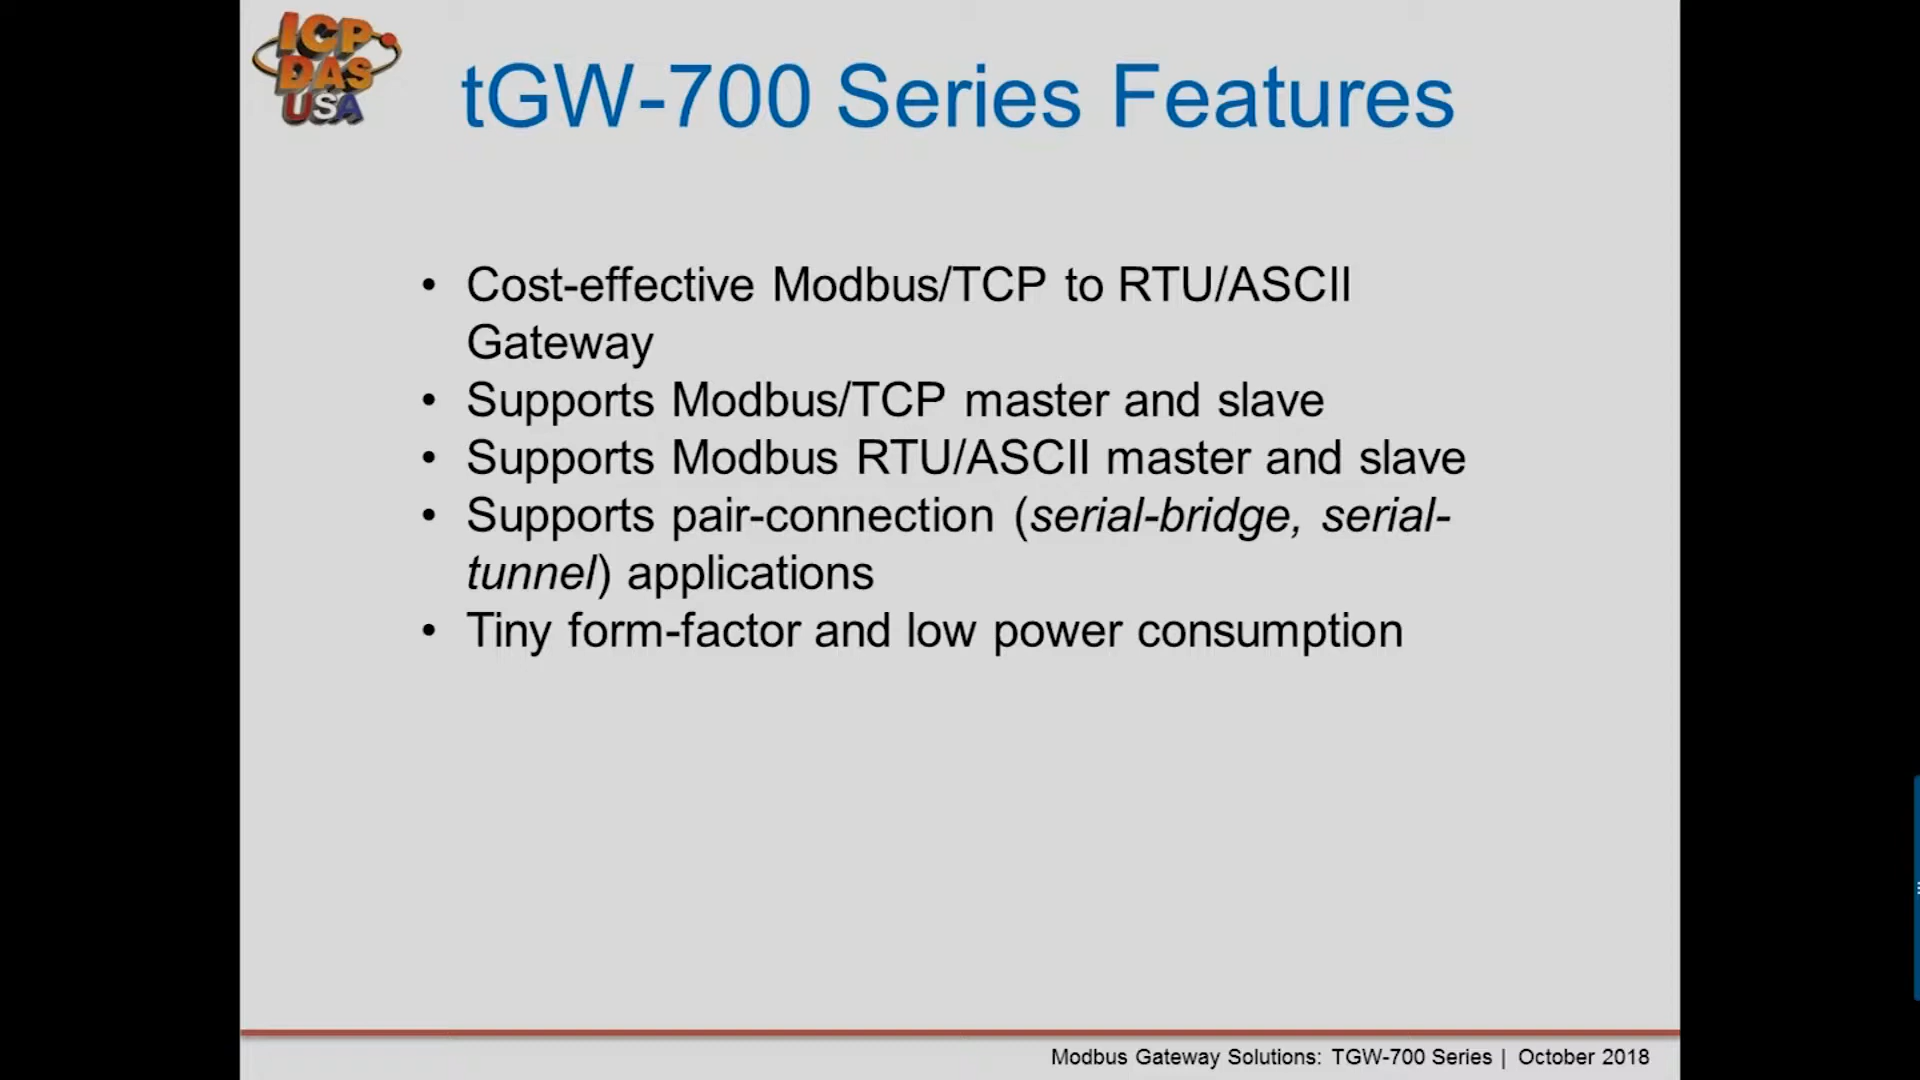 ICP
DAS
USA
tGW-700 Series Features
• Cost-effective Modbus/TCP to RTU/ASCII
Gateway
• Supports Modbus/TCP master and slave
• Supports Modbus RTU/ASCII master and slave
• Supports pair-connection (serial-bridge, serial-
tunnel) applications
• Tiny form-factor and low power consumption
Modbus Gateway Solutions: TGW-700 Series | October 2018